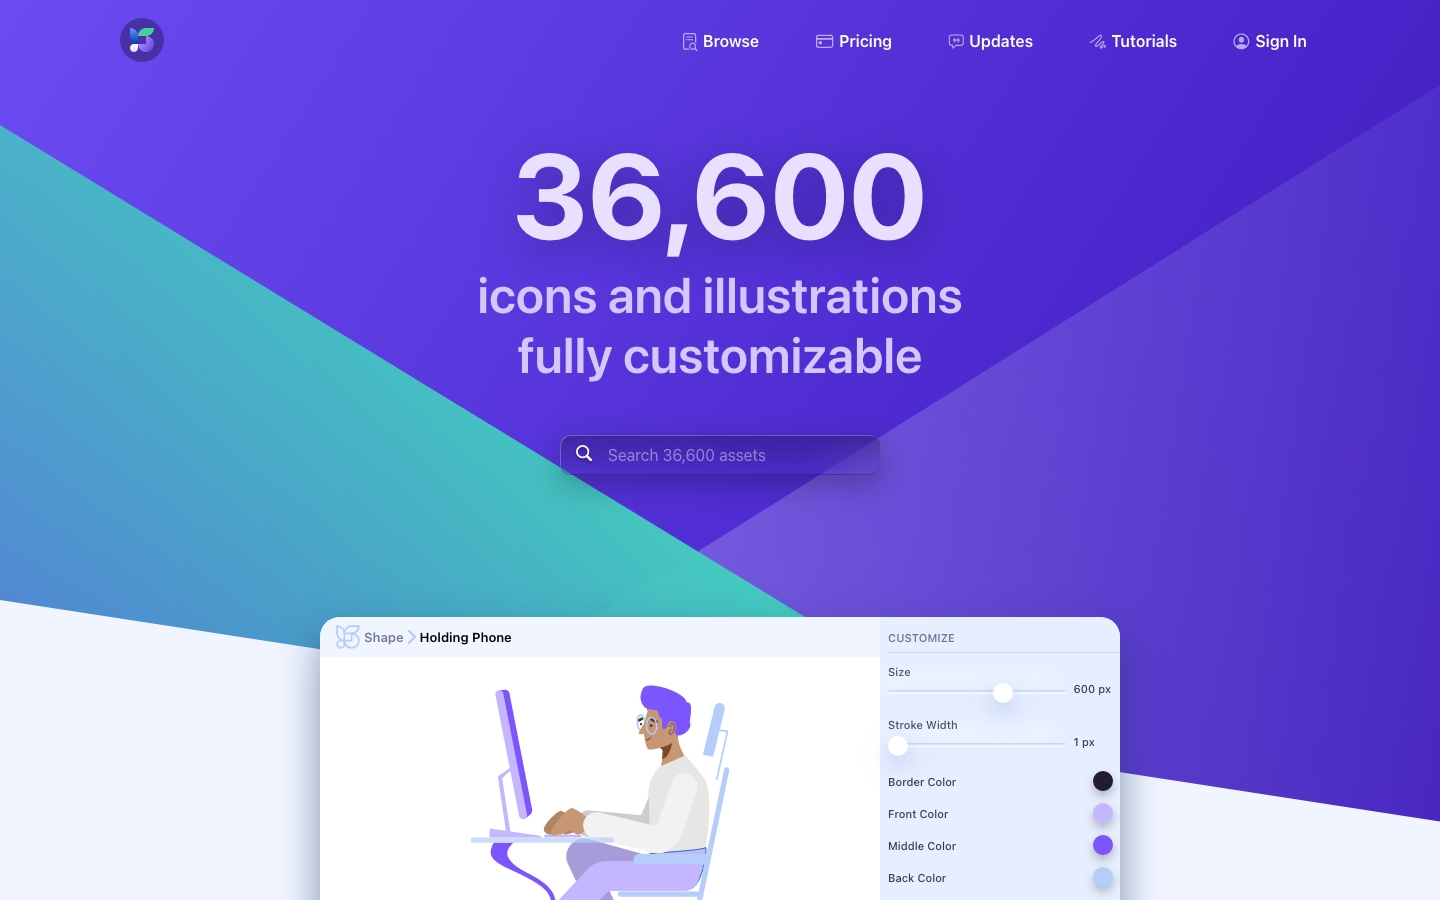 Browse
Pricing
Updates
Tutorials
Sign In
36,600
icons and illustrations
fully customizable
Search 36,600 assets
Shape
Holding Phone
CUSTOMIZE
Size
600 px
Stroke Width
1 px
Border Color
Front Color
Middle Color
Back Color